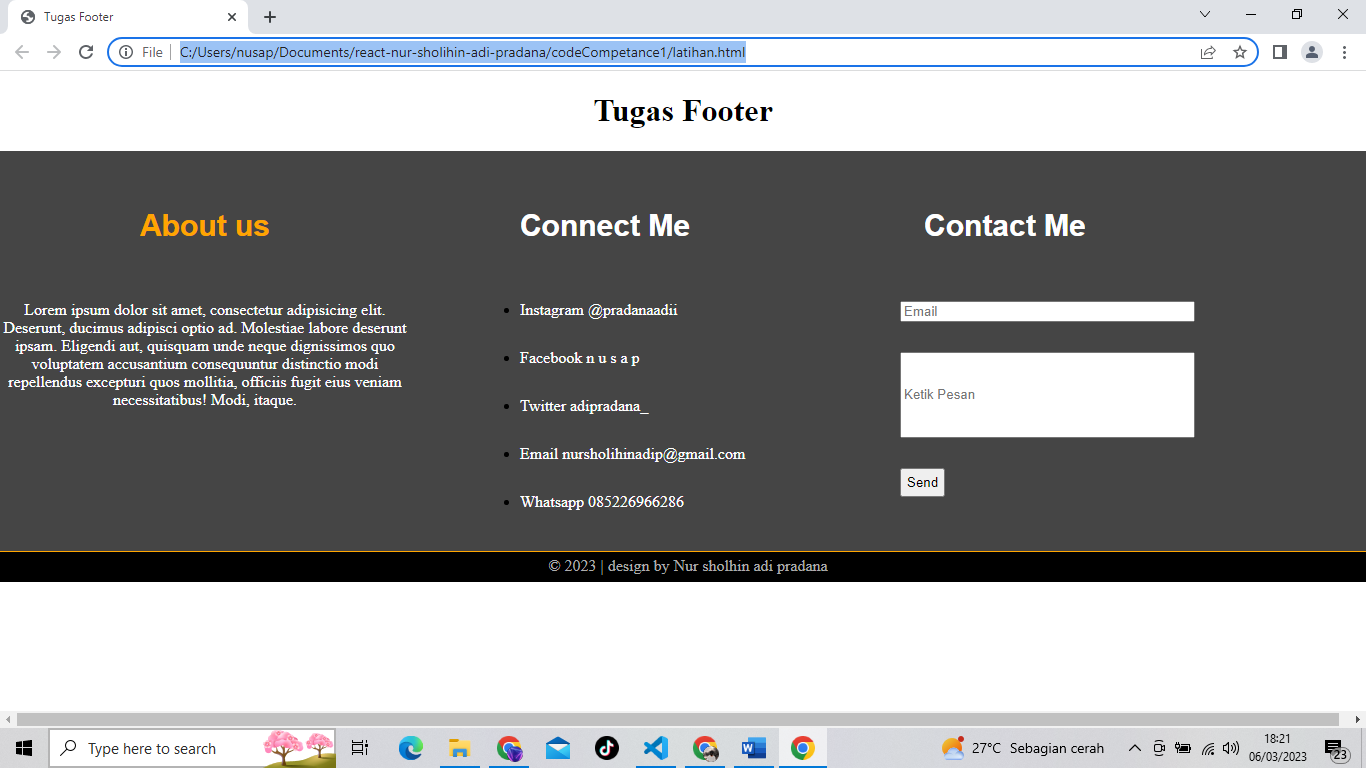 Tugas Footer
File
C:/Users/nusap/Documents/react-nur-sholihin-adi-pradana/codeCompetance1/latihan.html
Tugas Footer
About us
Lorem ipsum dolor sit amet, consectetur adipisicing elit.
Deserunt, ducimus adipisci optio ad. Molestiae labore deserunt
ipsam. Eligendi aut, quisquam unde neque dignissimos quo
voluptatem accusantium consequuntur distinctio modi
repellendus excepturi quos mollitia, officiis fugit eius veniam
necessitatibus! Modi, itaque.
Connect Me
Instagram @pradanaadii
Facebook n u s a p
Twitter adipradana_
Email nursholihinadip@gmail.com
Whatsapp 085226966286
Contact Me
Email
Ketik Pesan
Send
© 2023 | design by Nur sholhin adi pradana
Type here to search
27°C Sebagian cerah
18:21
06/03/2023
23